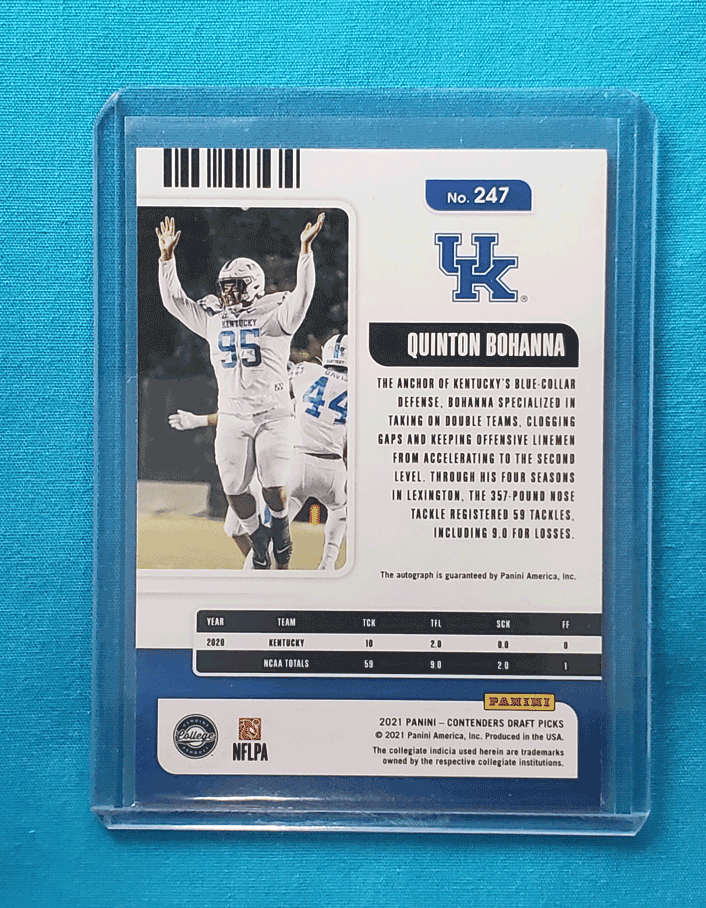 No. 247
UK
®
KENTUCKY
95
DAVIS
44
QUINTON BOHANNA
THE ANCHOR OF KENTUCKY'S BLUE-COLLAR
DEFENSE, BOHANNA SPECIALIZED IN
TAKING ON DOUBLE TEAMS, CLOGGING
GAPS AND KEEPING OFFENSIVE LINEMEN
FROM ACCELERATING TO THE SECOND
LEVEL. THROUGH HIS FOUR SEASONS
IN LEXINGTON, THE 357-POUND NOSE
TACKLE REGISTERED 59 TACKLES,
INCLUDING 9.0 FOR LOSSES.
The autograph is guaranteed by Panini America, Inc.
YEAR TEAM TCK TFL SCK FF
2020 KENTUCKY 10 2.0 0.0 0
NCAA TOTALS 59 9.0 2.0 1
PANINI
College
NFLPA
2021 PANINI – CONTENDERS DRAFT PICKS
© 2021 Panini America, Inc. Produced in the USA.
The collegiate indicia used herein are trademarks
owned by the respective collegiate institutions.